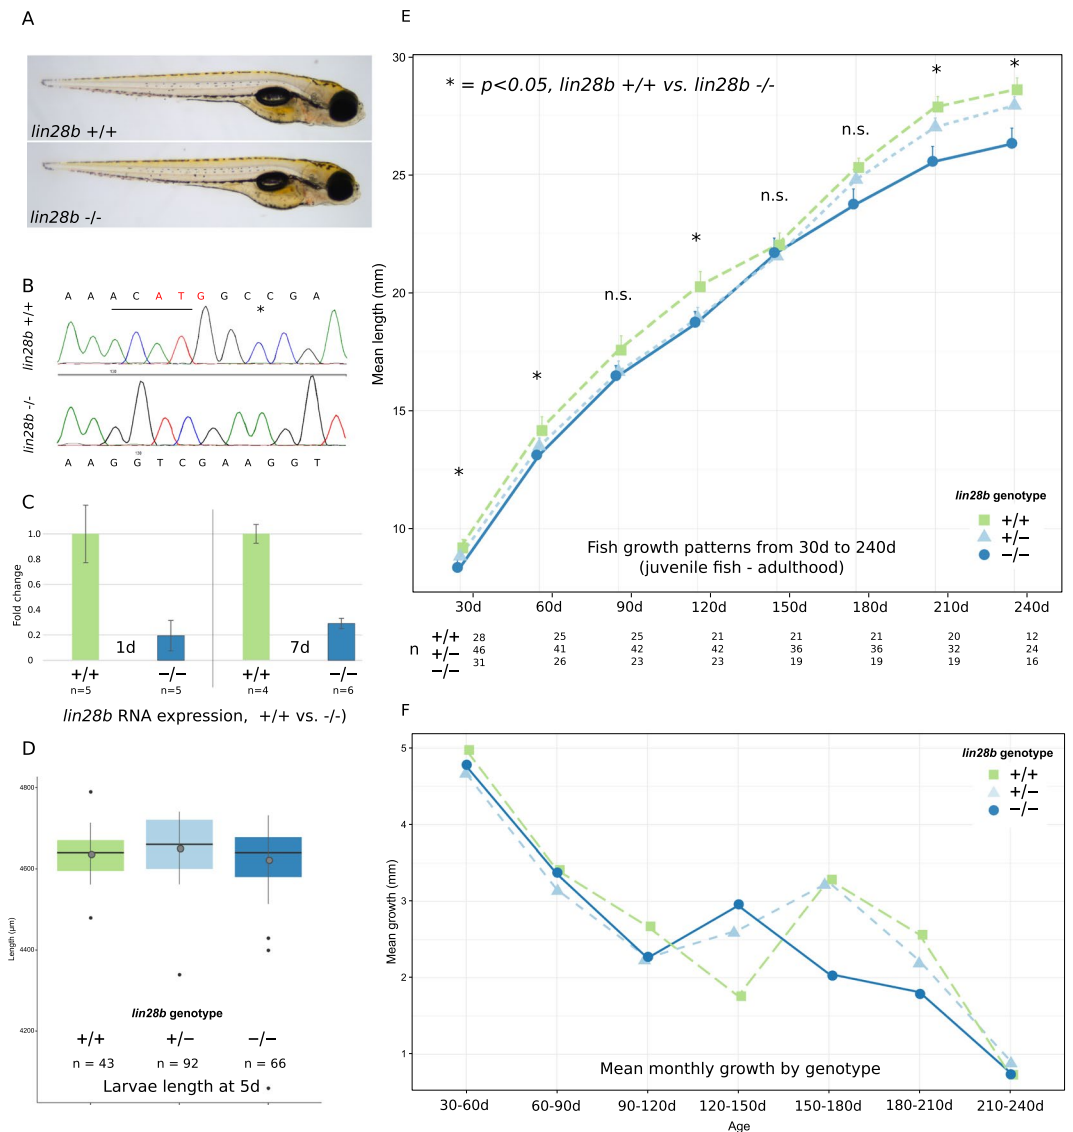 A
lin28b +/+
lin28b -/-
B
A A A C A T G G C C G A
*
lin28b +/+
130
lin28b -/-
130
A A G G T C G A A G G T
C
Fold change
1.0
0.8
0.6
0.4
0.2
0
1d
7d
+/+ −/− +/+ −/−
n=5 n=5 n=4 n=6
lin28b RNA expression, +/+ vs. -/-)
D
Length (μm)
4800
4600
4400
4200
lin28b genotype
+/+ +/− −/−
n = 43 n = 92 n = 66
Larvae length at 5d
E
Mean length (mm)
30
25
20
15
10
* = p<0.05, lin28b +/+ vs. lin28b -/-
* * n.s. * n.s. n.s. * *
lin28b genotype
+/+
+/−
−/−
Fish growth patterns from 30d to 240d
(juvenile fish - adulthood)
30d 60d 90d 120d 150d 180d 210d 240d
n
+/+ 28 25 25 21 21 21 20 12
+/− 46 41 42 42 36 36 32 24
−/− 31 26 23 23 19 19 19 16
F
Mean growth (mm)
5
4
3
2
1
lin28b genotype
+/+
+/−
−/−
Mean monthly growth by genotype
30-60d 60-90d 90-120d 120-150d 150-180d 180-210d 210-240d
Age